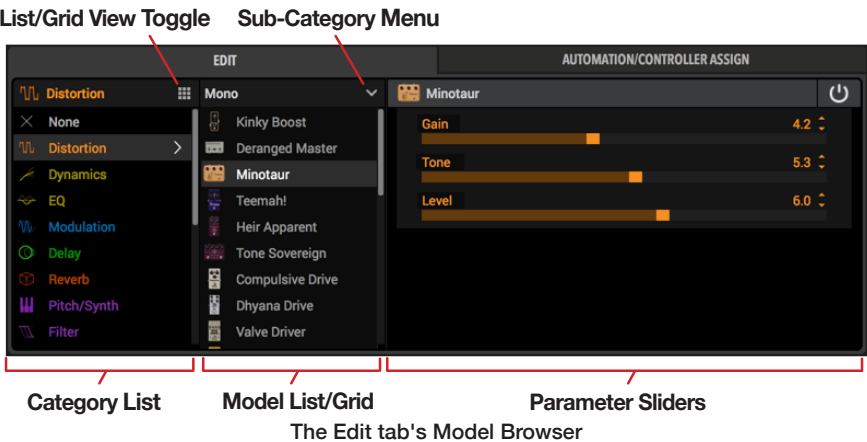 List/Grid View Toggle
Sub-Category Menu
EDIT
AUTOMATION/CONTROLLER ASSIGN
Distortion
None
Distortion
Dynamics
EQ
Modulation
Delay
Reverb
Pitch/Synth
Filter
Mono
Kinky Boost
Deranged Master
Minotaur
Teemah!
Heir Apparent
Tone Sovereign
Compulsive Drive
Dhyana Drive
Valve Driver
Minotaur
Gain 4.2
Tone 5.3
Level 6.0
Category List
Model List/Grid
Parameter Sliders
The Edit tab's Model Browser